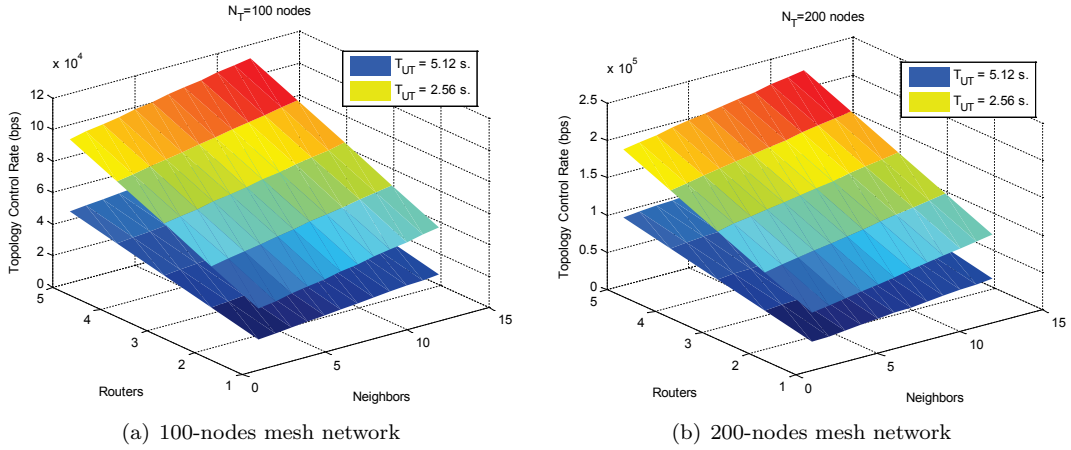 N_T=100 nodes
x 10^4
T_UT = 5.12 s.
T_UT = 2.56 s.
Topology Control Rate (bps)
12
10
8
6
4
2
0
5
4
3
2
1
Routers
0
5
10
15
Neighbors
(a) 100-nodes mesh network
N_T=200 nodes
x 10^5
T_UT = 5.12 s.
T_UT = 2.56 s.
Topology Control Rate (bps)
2.5
2
1.5
1
0.5
0
5
4
3
2
1
Routers
0
5
10
15
Neighbors
(b) 200-nodes mesh network